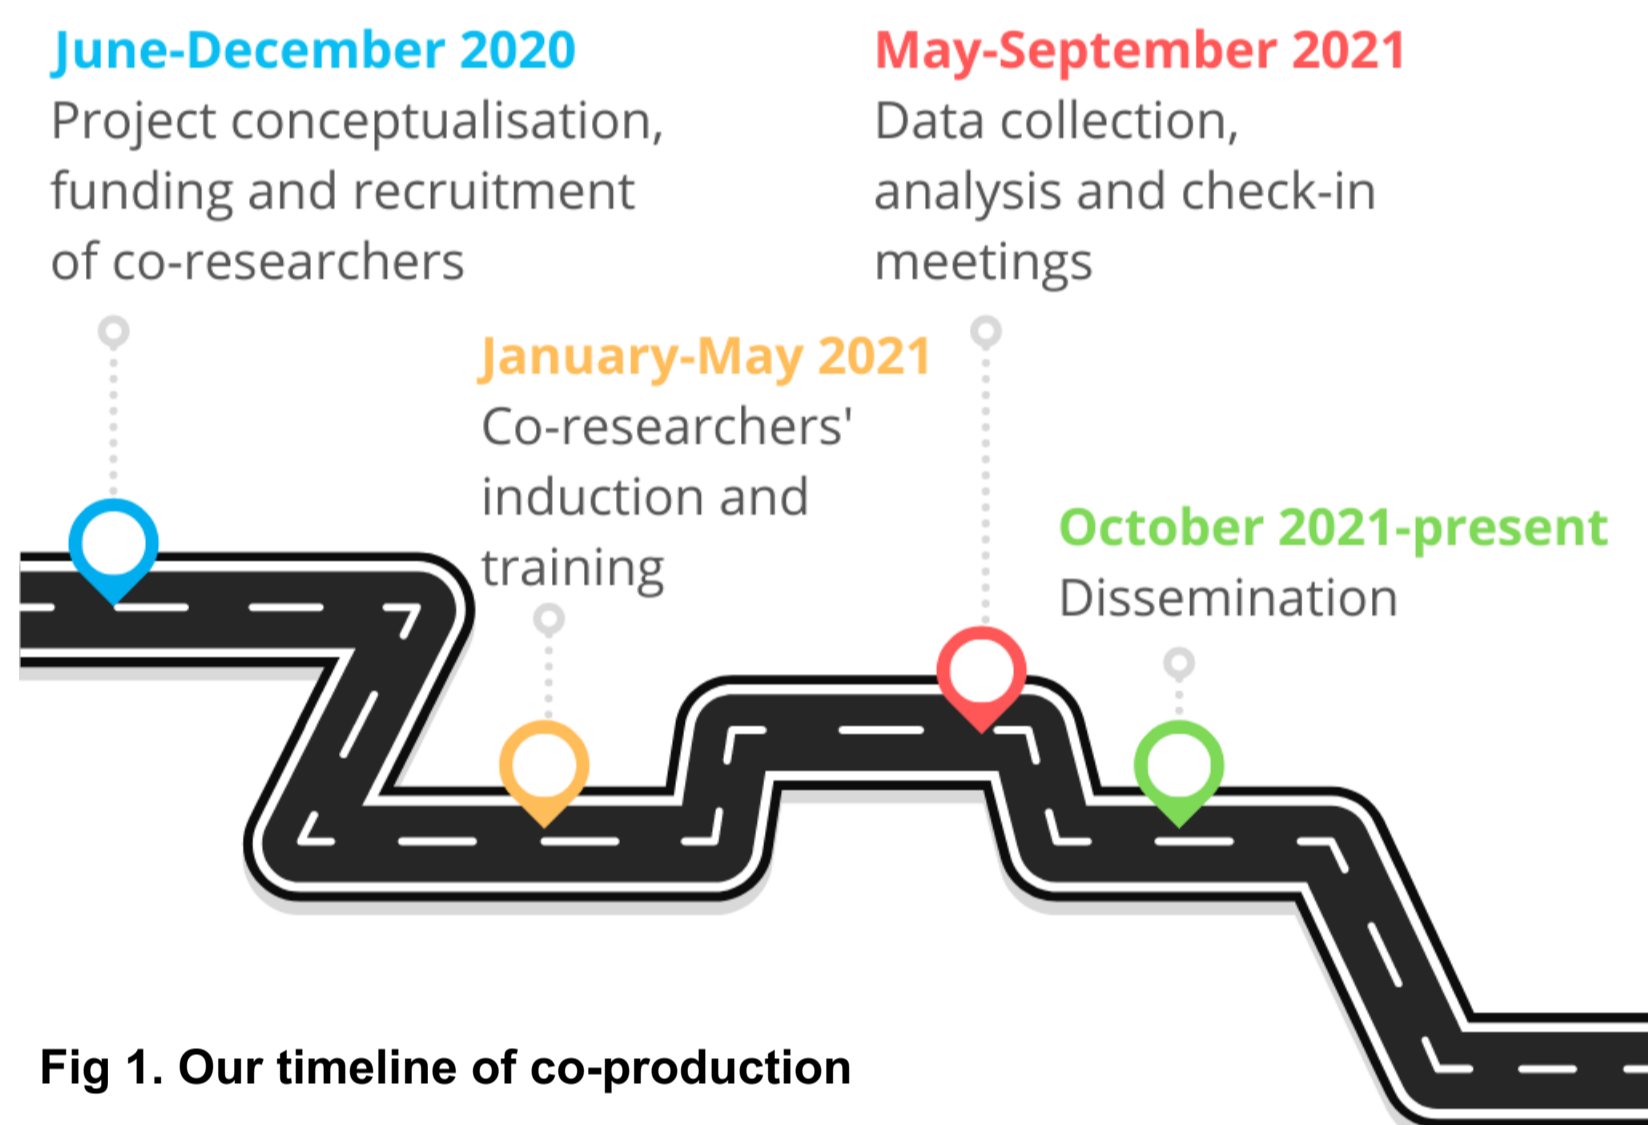 June-December 2020
Project conceptualisation,
funding and recruitment
of co-researchers
January-May 2021
Co-researchers'
induction and
training
May-September 2021
Data collection,
analysis and check-in
meetings
October 2021-present
Dissemination
Fig 1. Our timeline of co-production